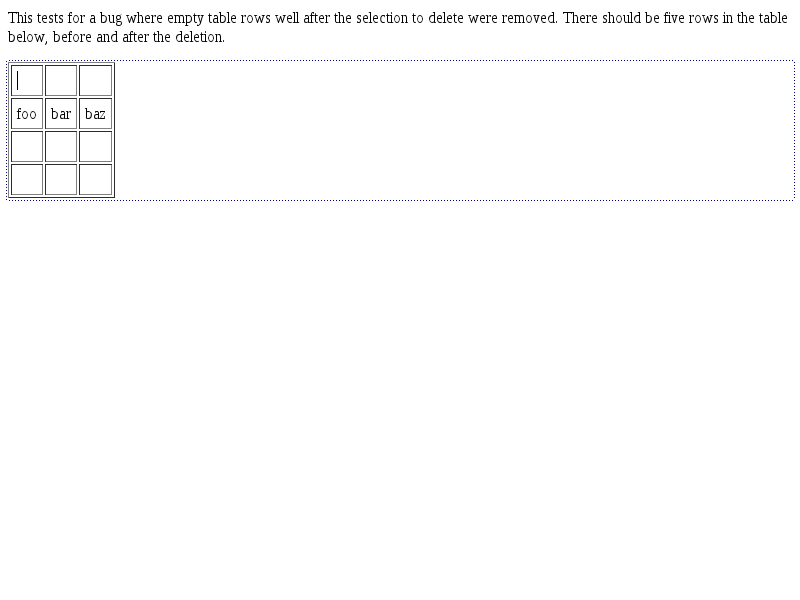 This tests for a bug where empty table rows well after the selection to delete were removed. There should be five rows in the table
below, before and after the deletion.
foo bar baz